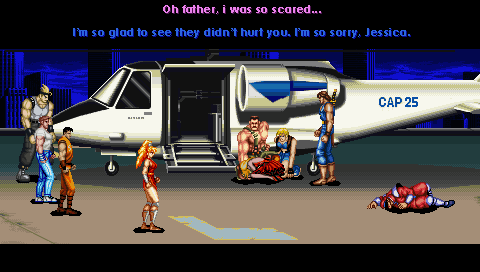 Oh father, i was so scared...
I'm so glad to see they didn't hurt you. I'm so sorry, Jessica.
CAP 25